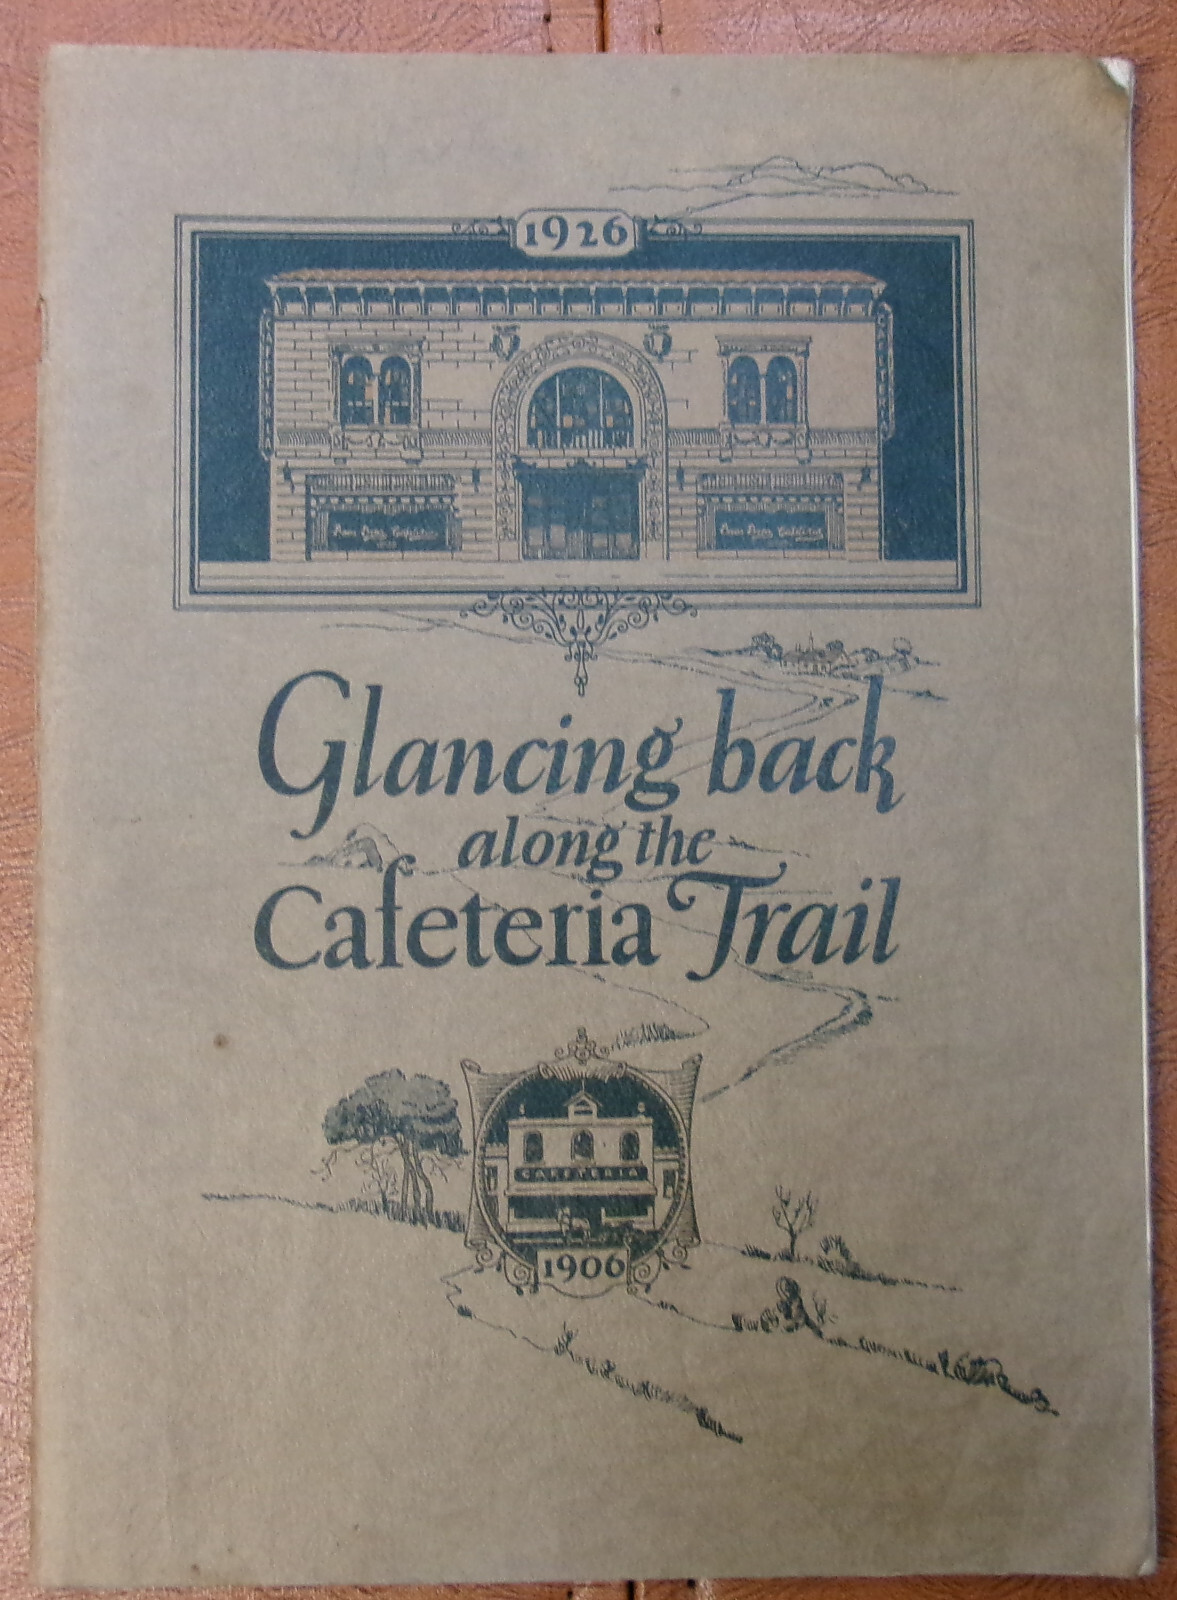 1926
Glancing back
along the
Cafeteria Trail
CAFETERIA
1906